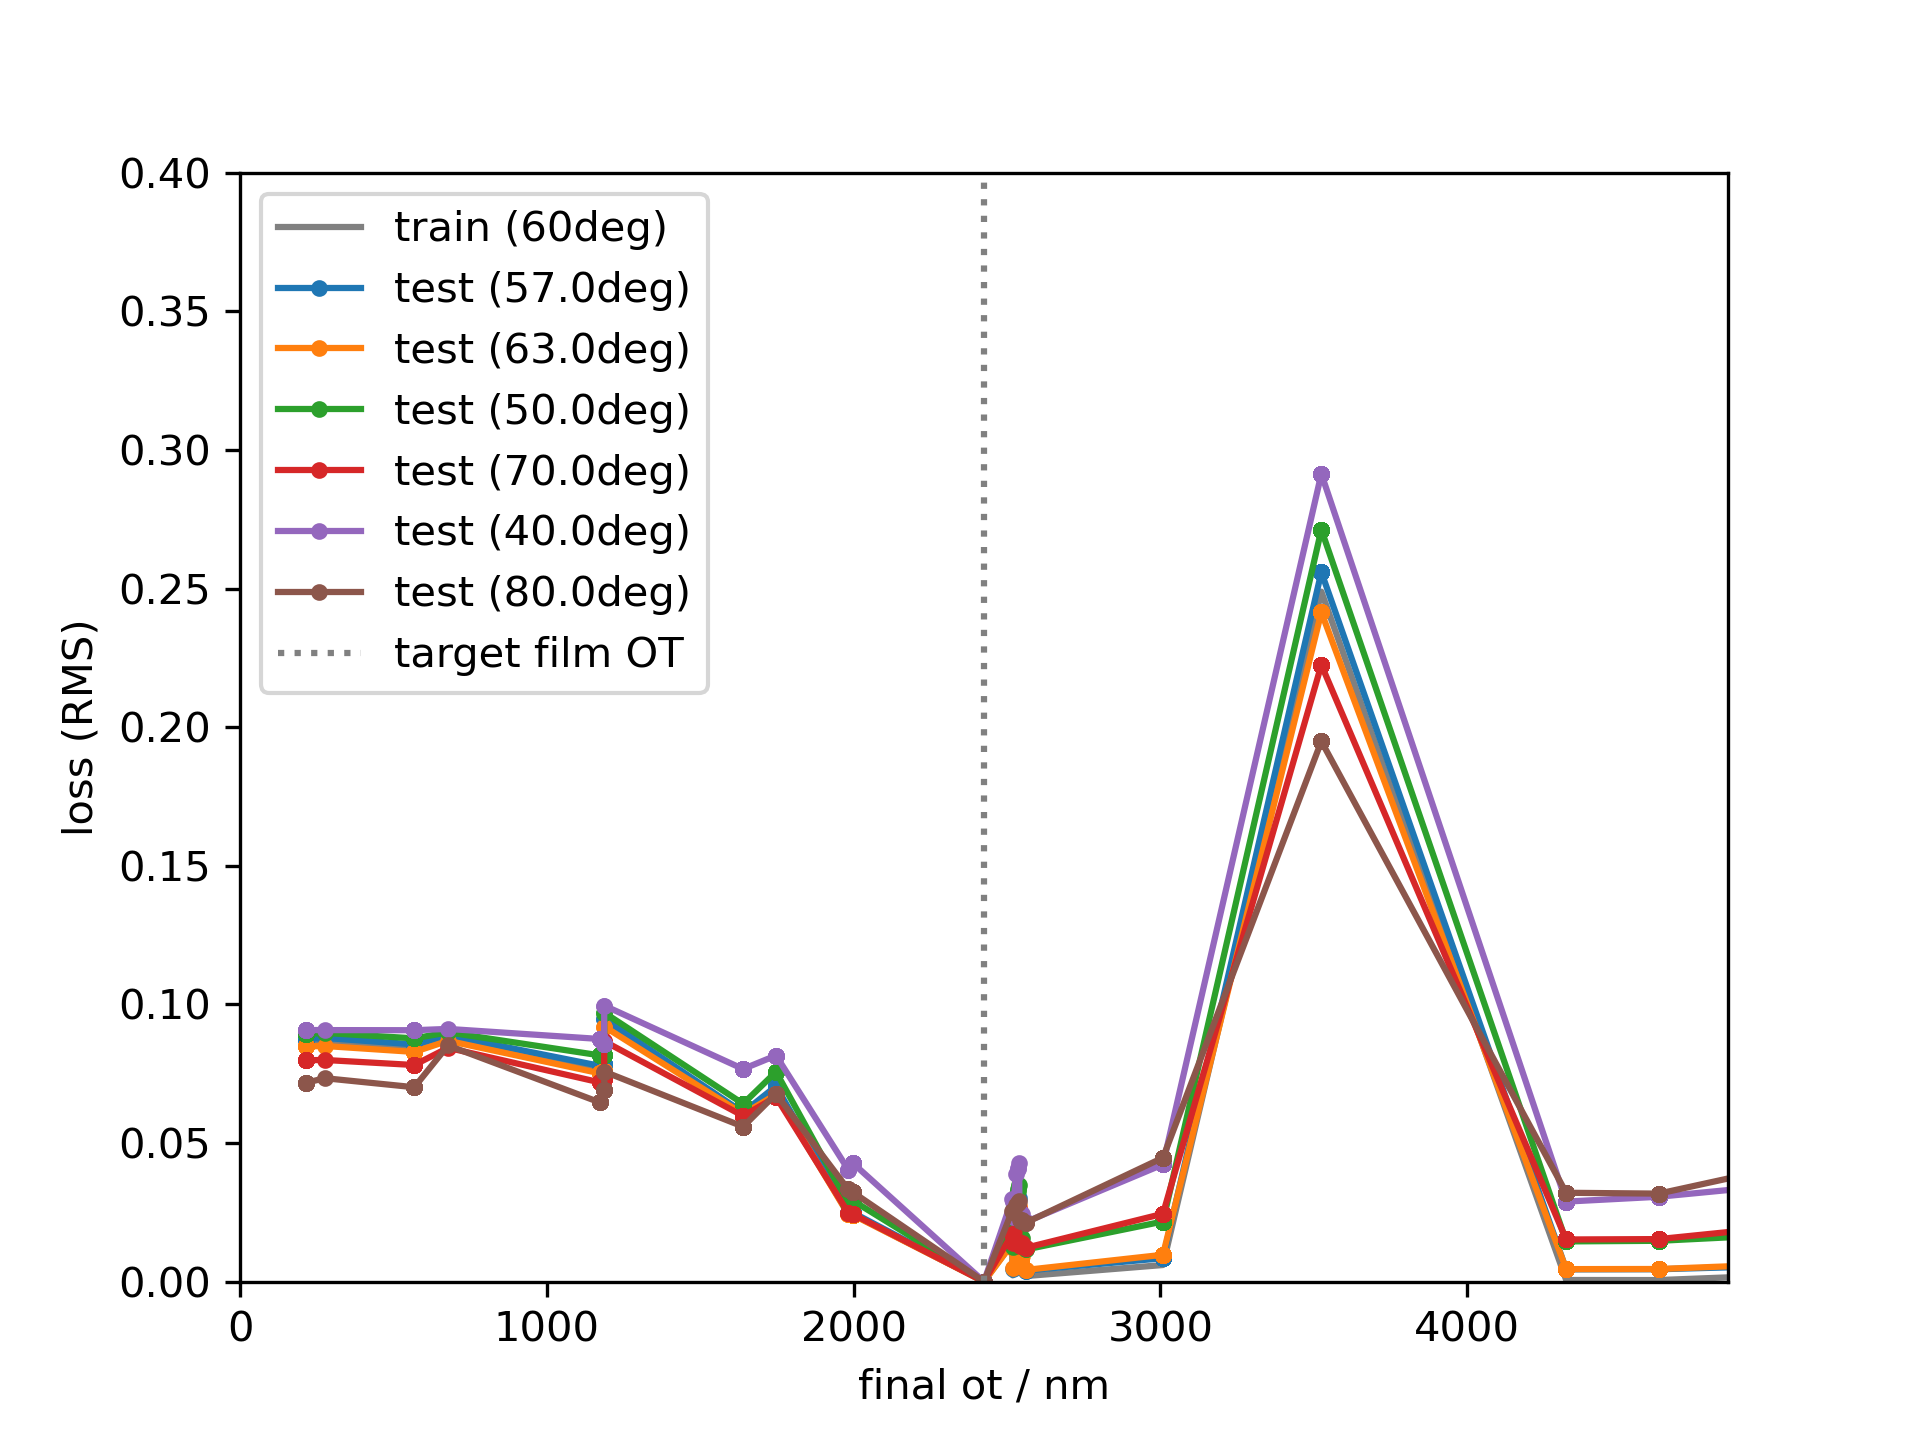 0.40
0.35
0.30
0.25
0.20
0.15
0.10
0.05
0.00
loss (RMS)
train (60deg)
test (57.0deg)
test (63.0deg)
test (50.0deg)
test (70.0deg)
test (40.0deg)
test (80.0deg)
target film OT
0 1000 2000 3000 4000
final ot / nm